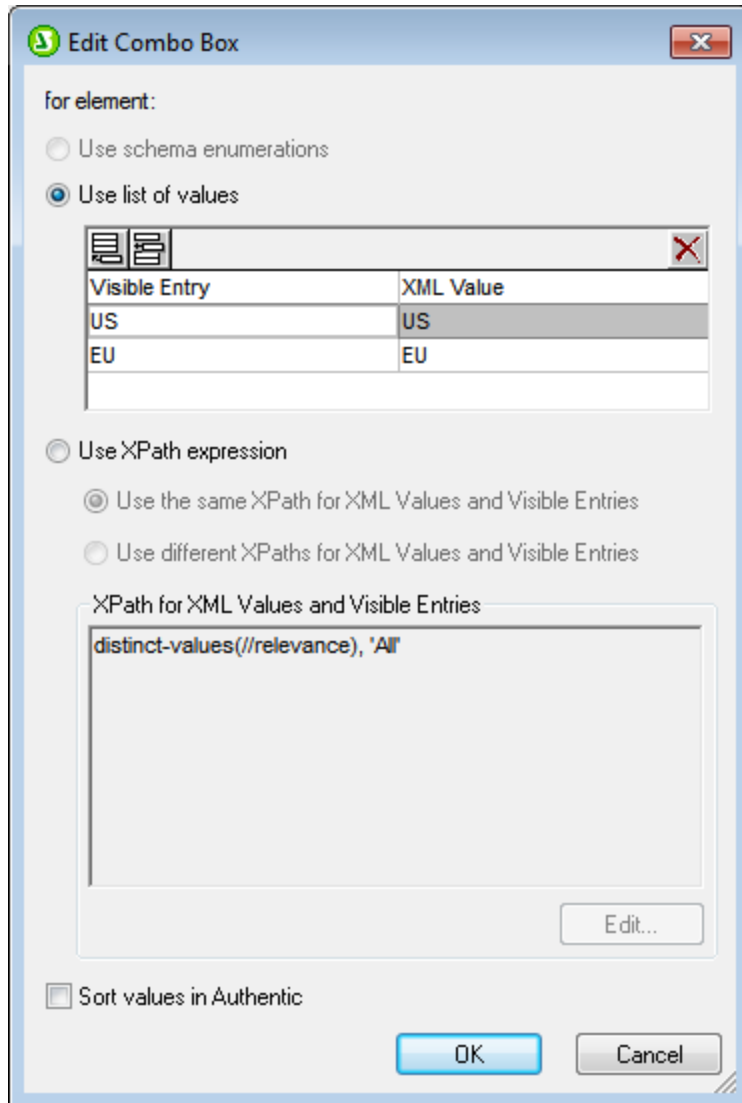 Edit Combo Box
for element:
Use schema enumerations
Use list of values
Visible Entry XML Value
US US
EU EU
Use XPath expression
Use the same XPath for XML Values and Visible Entries
Use different XPaths for XML Values and Visible Entries
XPath for XML Values and Visible Entries
distinct-values(//relevance), 'All'
Edit...
Sort values in Authentic
OK Cancel